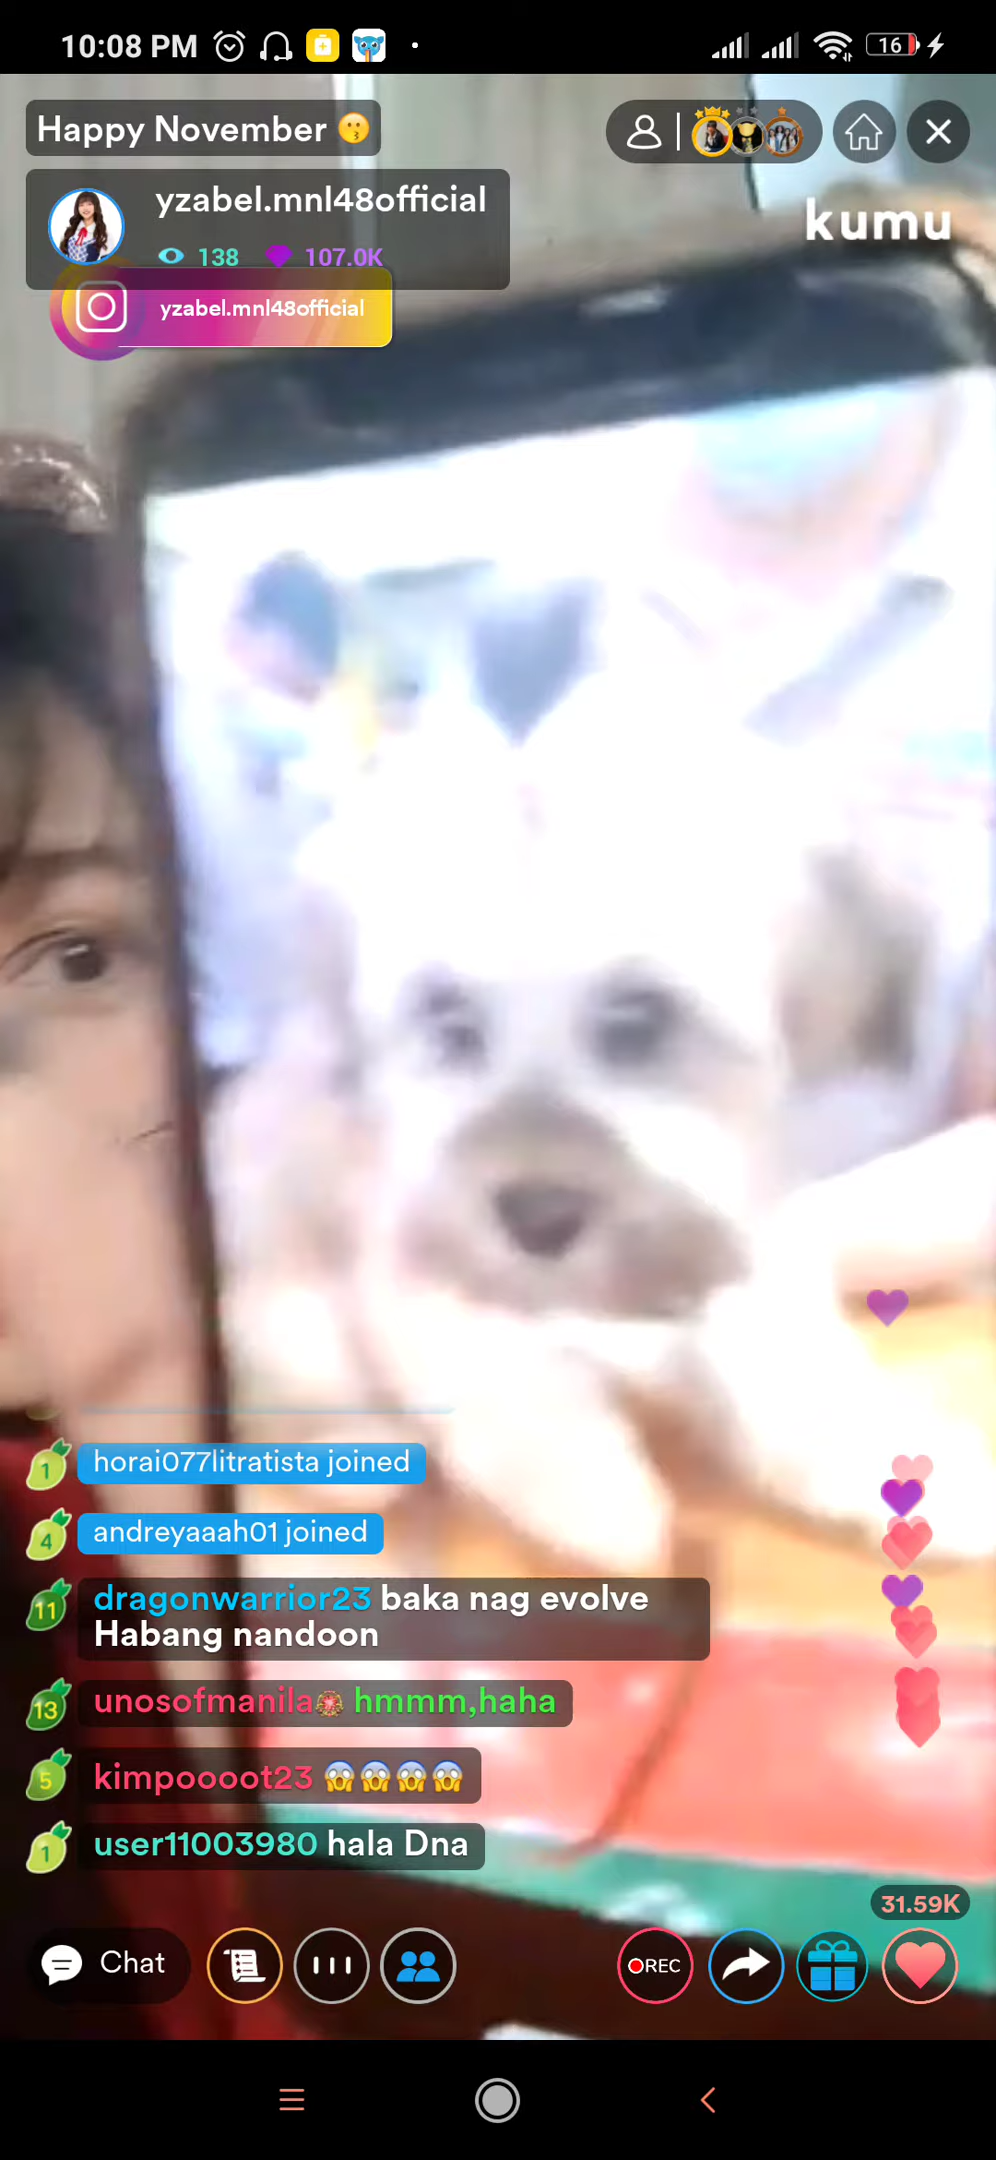 10:08 PM
16
Happy November
yzabel.mnl48official
138 107.0K
kumu
yzabel.mnl48official
1 horai077litratista joined
4 andreyaaah01 joined
11 dragonwarrior23 baka nag evolve
Habang nandoon
13 unosofmanila hmmm,haha
5 kimpoooot23
1 user11003980 hala Dna
31.59K
Chat
REC